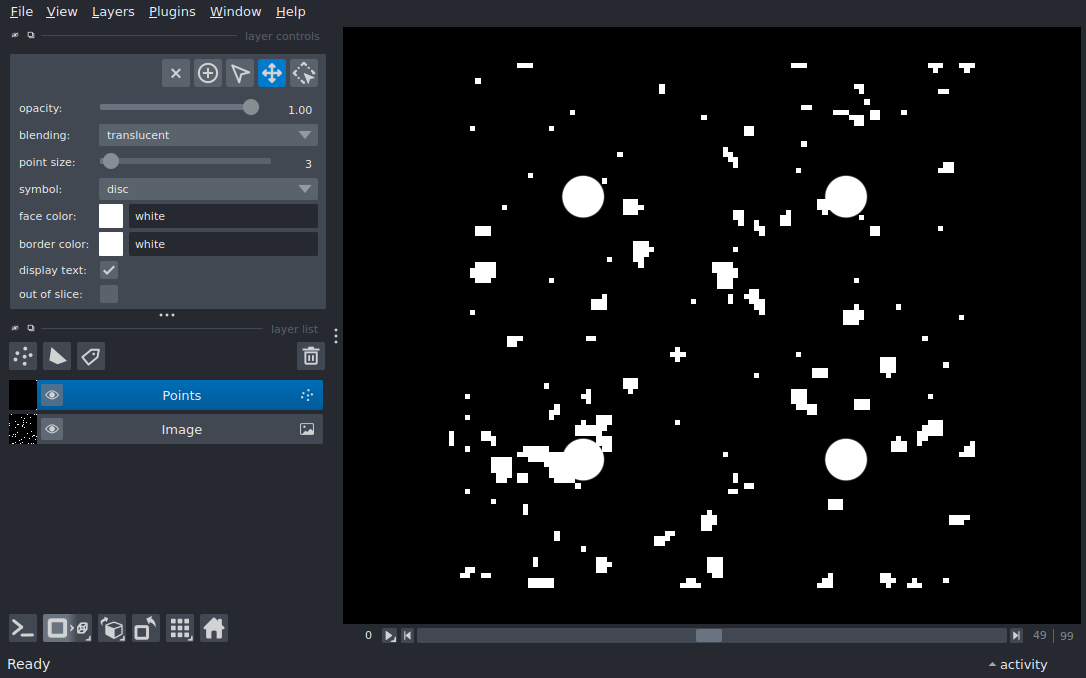 File View Layers Plugins Window Help
layer controls
opacity: 1.00
blending: translucent
point size: 3
symbol: disc
face color: white
border color: white
display text:
out of slice:
layer list
Points
Image
0 49 99
Ready activity